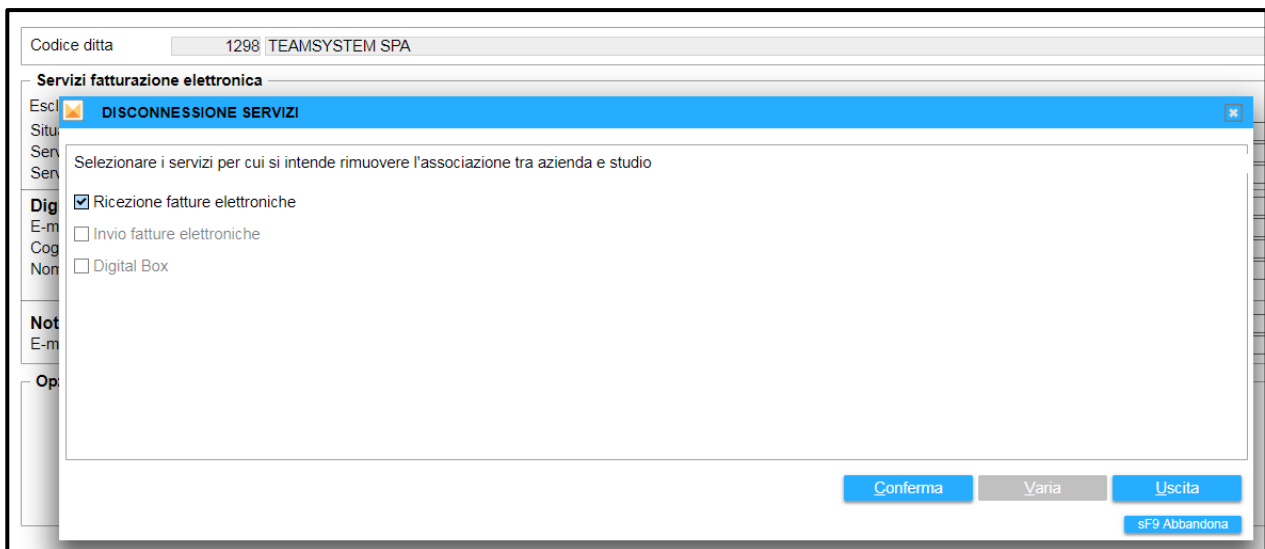 Codice ditta 1298 TEAMSYSTEM SPA
Servizi fatturazione elettronica
DISCONNESSIONE SERVIZI
Selezionare i servizi per cui si intende rimuovere l'associazione tra azienda e studio
Ricezione fatture elettroniche
E-m
Invio fatture elettroniche
Digital Box
E-m
Conferma Varia Uscita
sF9 Abbandona